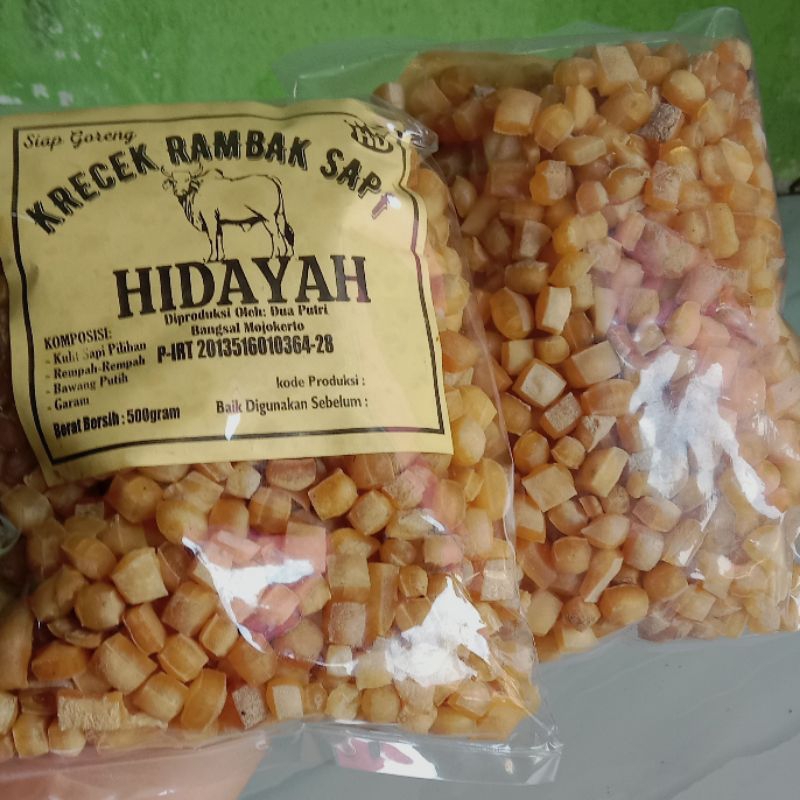 Siap Goreng
KRECEK RAMBAK SAPI
HIDAYAH
Diproduksi Oleh: Dua Putri
Bangsal Mojokerto
P-IRT 2013516010364-28
KOMPOSISI:
- Kulit Sapi Pilihan
- Rempah-Rempah
- Bawang Putih
- Garam
Berat Bersih : 500gram
kode Produksi :
Baik Digunakan Sebelum :